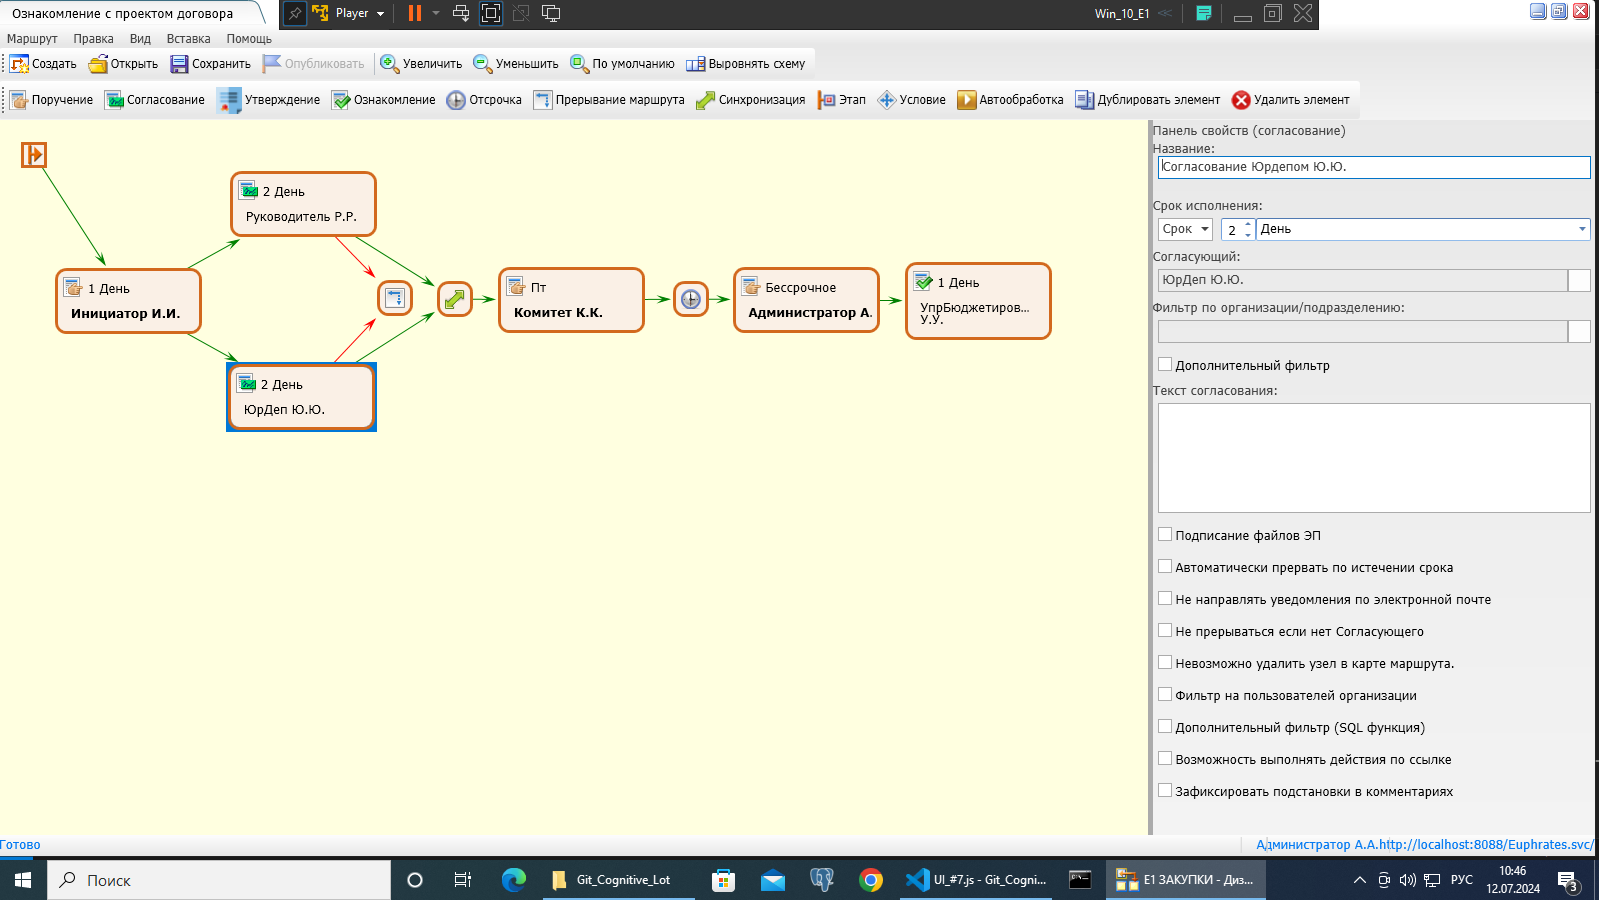 Ознакомление с проектом договора
Player
Win_10_E1
Маршрут Правка Вид Вставка Помощь
Создать Открыть Сохранить Опубликовать Увеличить Уменьшить По умолчанию Выровнять схему
Поручение Согласование Утверждение Ознакомление Отсрочка Прерывание маршрута Синхронизация Этап Условие Автообработка Дублировать элемент Удалить элемент
2 День
Руководитель Р.Р.
1 День
Инициатор И.И.
2 День
ЮрДеп Ю.Ю.
Пт
Комитет К.К.
Бессрочное
Администратор А.
1 День
УпрБюджетиров...
У.У.
Панель свойств (согласование)
Название:
Согласование Юрдепом Ю.Ю.
Срок исполнения:
Срок 2 День
Согласующий:
ЮрДеп Ю.Ю.
Фильтр по организации/подразделению:
Дополнительный фильтр
Текст согласования:
Подписание файлов ЭП
Автоматически прервать по истечении срока
Не направлять уведомления по электронной почте
Не прерываться если нет Согласующего
Невозможно удалить узел в карте маршрута.
Фильтр на пользователей организации
Дополнительный фильтр (SQL функция)
Возможность выполнять действия по ссылке
Зафиксировать подстановки в комментариях
Готово
Администратор А.А. http://localhost:8088/Euphrates.svc/
Поиск
Git_Cognitive_Lot
UI_#7.js - Git_Cogni...
E1 ЗАКУПКИ - Диз...
РУС
10:46
12.07.2024
3